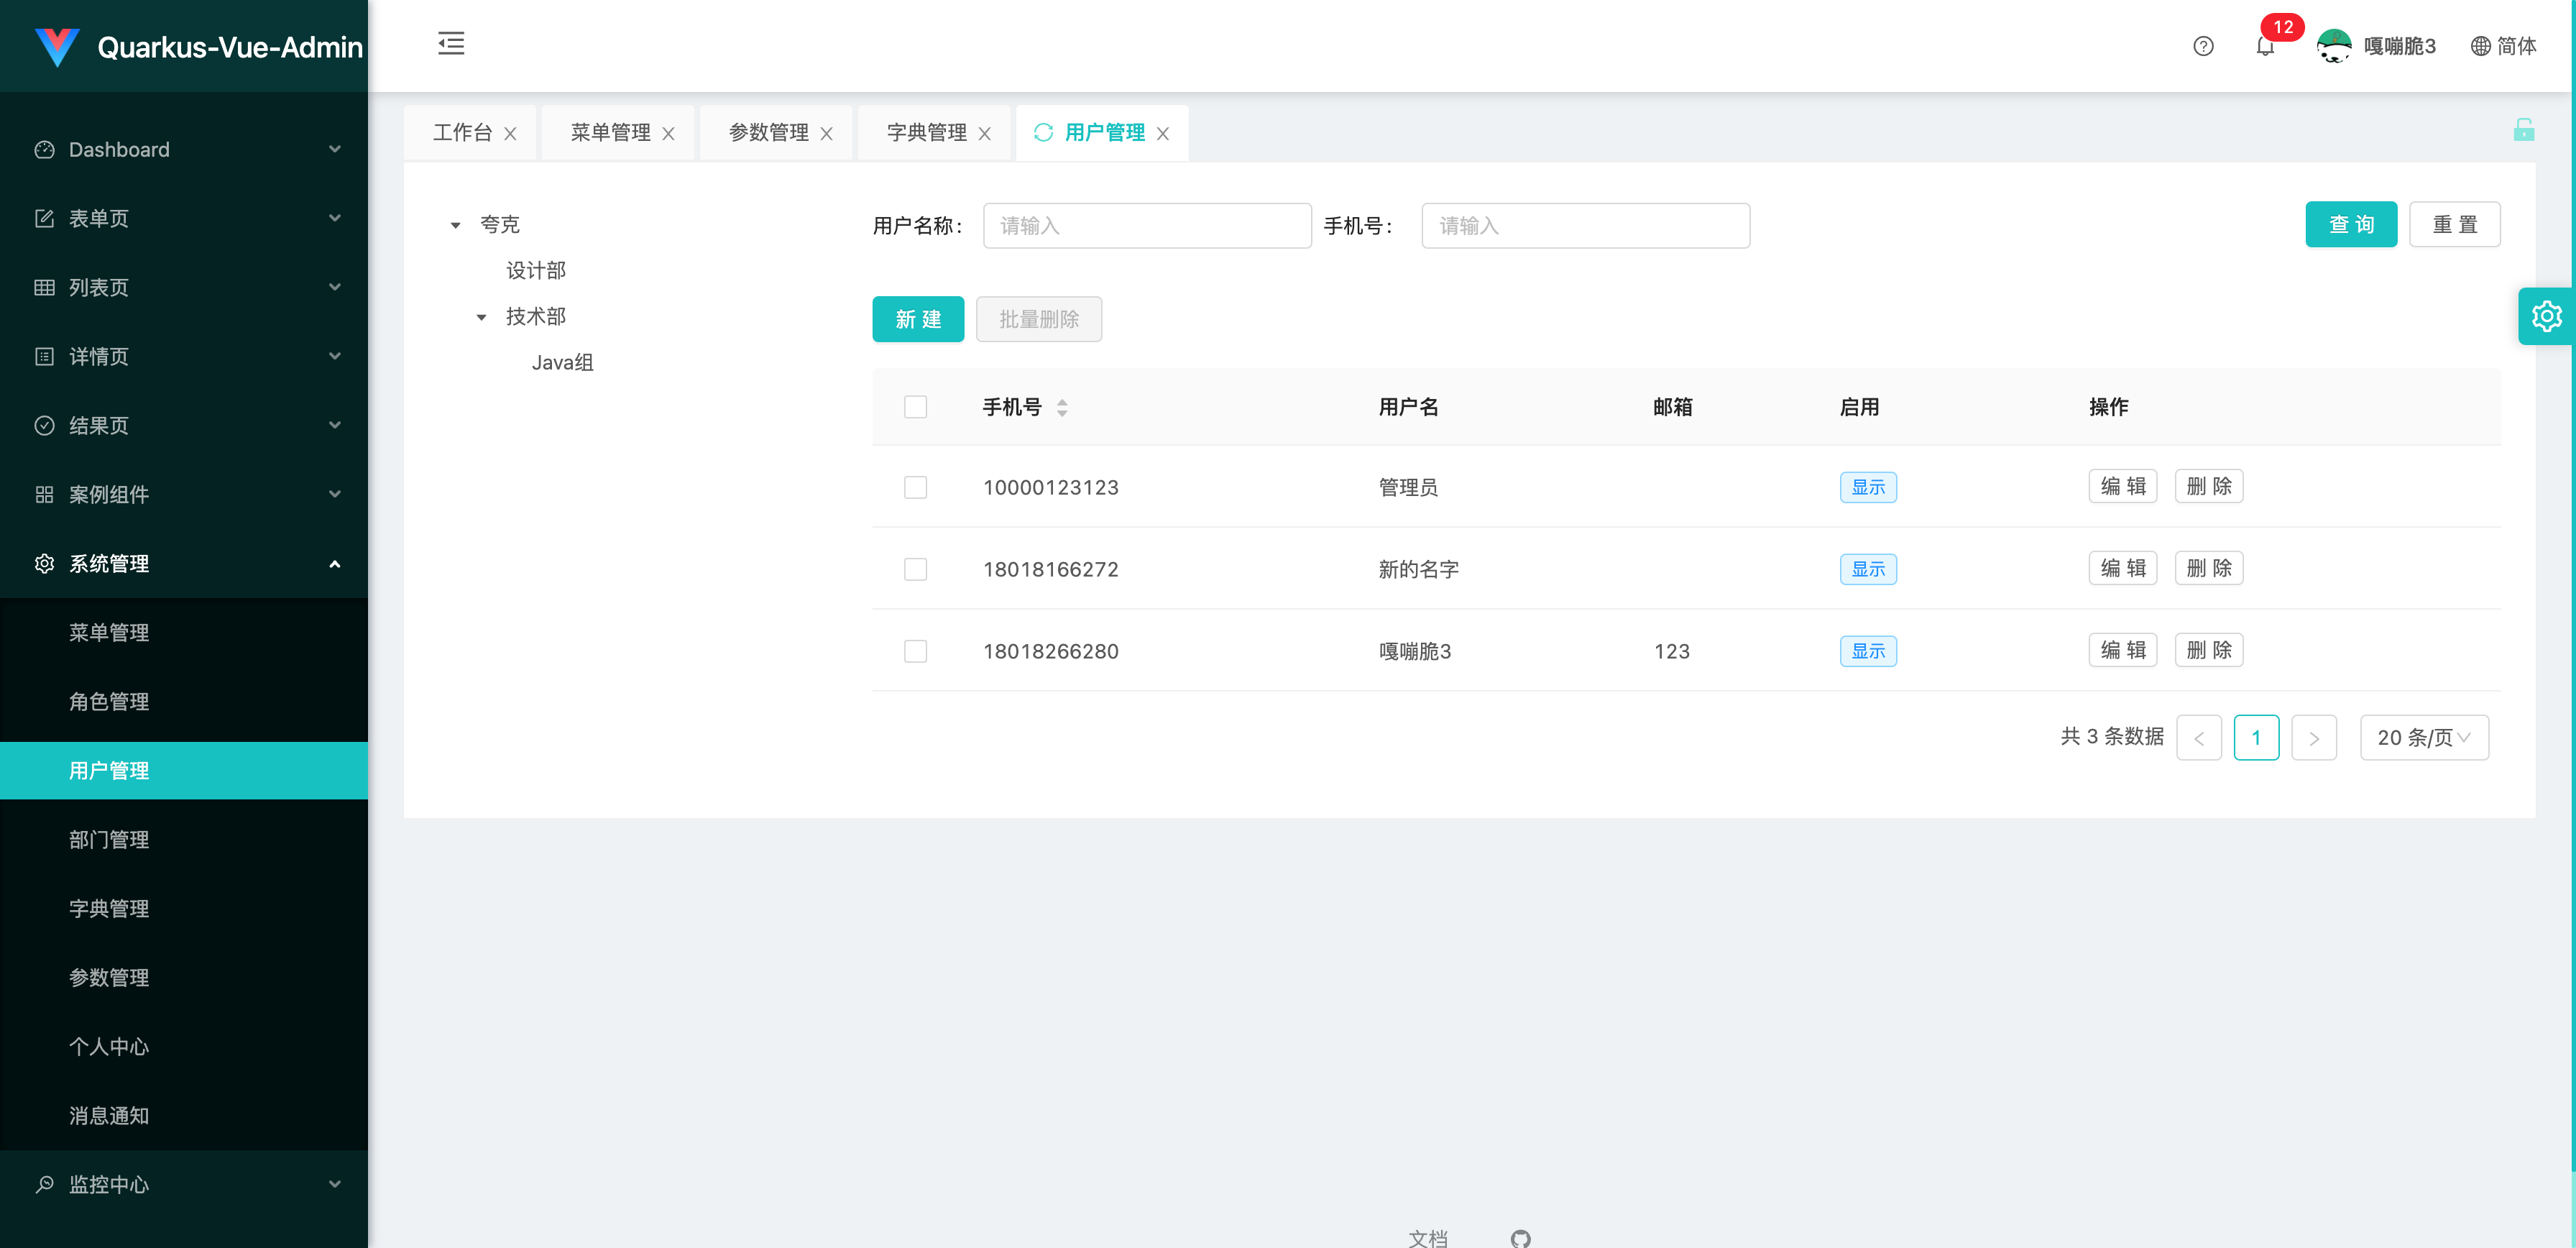 Quarkus-Vue-Admin
12
嘎嘣脆3
简体
Dashboard
表单页
列表页
详情页
结果页
案例组件
系统管理
菜单管理
角色管理
用户管理
部门管理
字典管理
参数管理
个人中心
消息通知
监控中心
工作台
菜单管理
参数管理
字典管理
用户管理
夸克
设计部
技术部
Java组
用户名称: 请输入 手机号: 请输入 查 询 重 置
新 建 批量删除
手机号 用户名 邮箱 启用 操作
10000123123 管理员 显示 编 辑 删 除
18018166272 新的名字 显示 编 辑 删 除
18018266280 嘎嘣脆3 123 显示 编 辑 删 除
共 3 条数据 1 20 条/页
文档